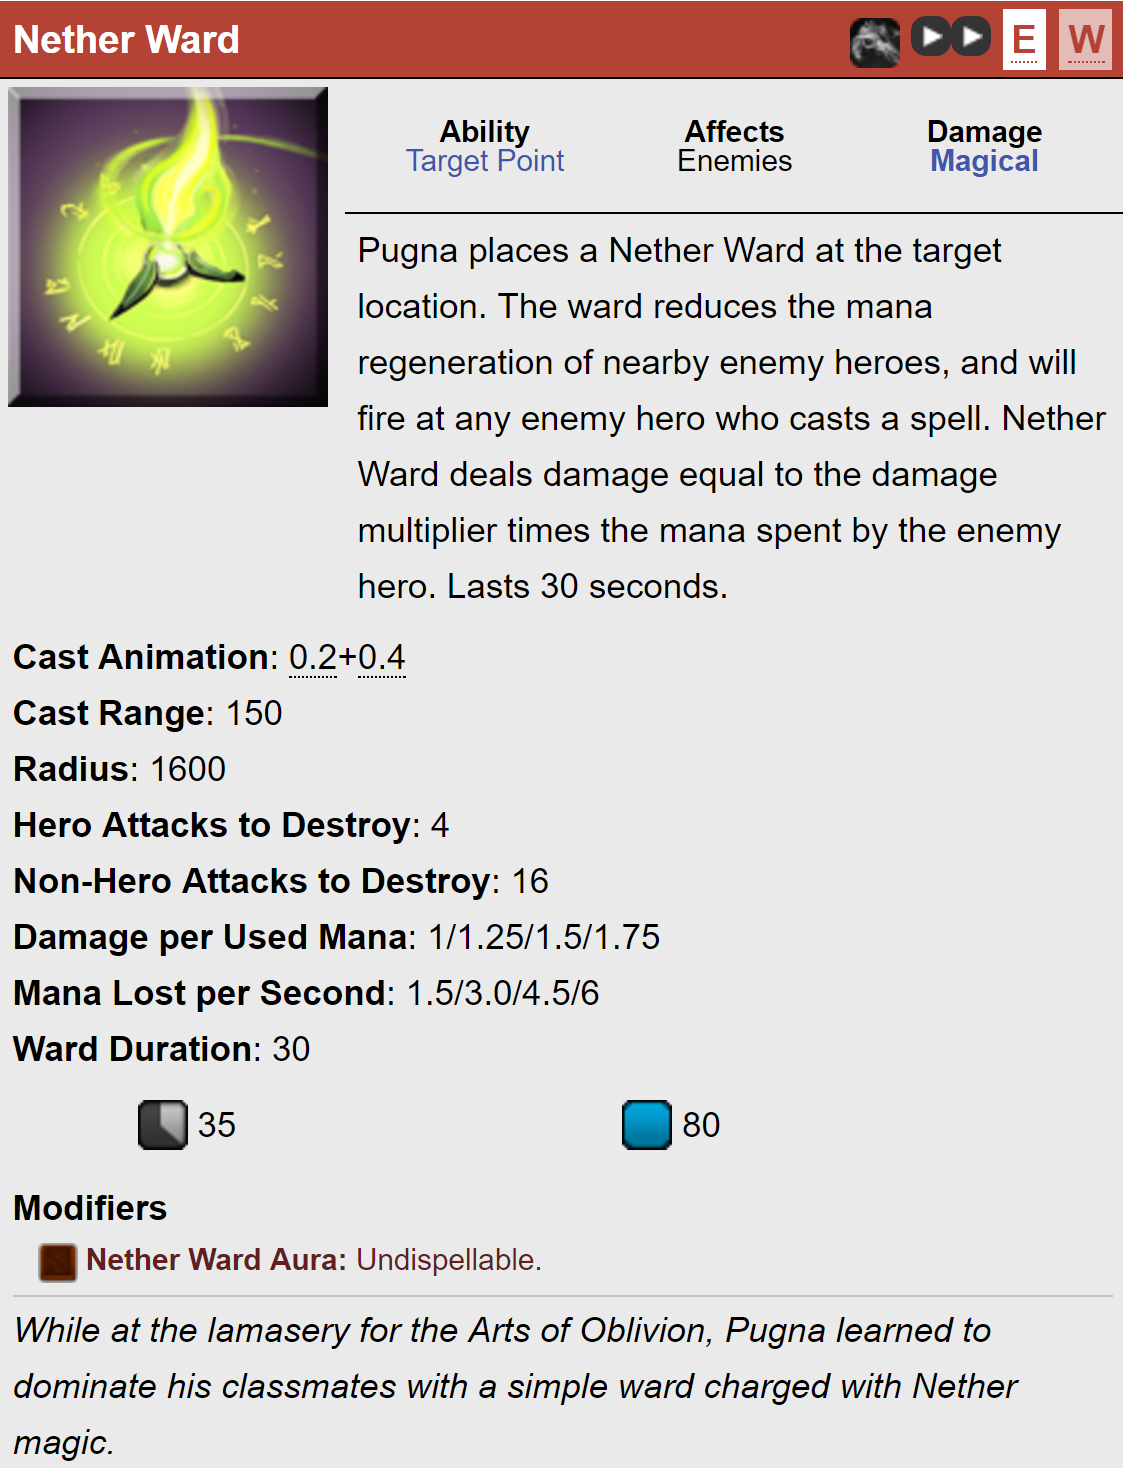 Nether Ward E W
Ability Affects Damage
Target Point Enemies Magical
Pugna places a Nether Ward at the target
location. The ward reduces the mana
regeneration of nearby enemy heroes, and will
fire at any enemy hero who casts a spell. Nether
Ward deals damage equal to the damage
multiplier times the mana spent by the enemy
hero. Lasts 30 seconds.
Cast Animation: 0.2+0.4
Cast Range: 150
Radius: 1600
Hero Attacks to Destroy: 4
Non-Hero Attacks to Destroy: 16
Damage per Used Mana: 1/1.25/1.5/1.75
Mana Lost per Second: 1.5/3.0/4.5/6
Ward Duration: 30
35 80
Modifiers
Nether Ward Aura: Undispellable.
While at the lamasery for the Arts of Oblivion, Pugna learned to
dominate his classmates with a simple ward charged with Nether
magic.